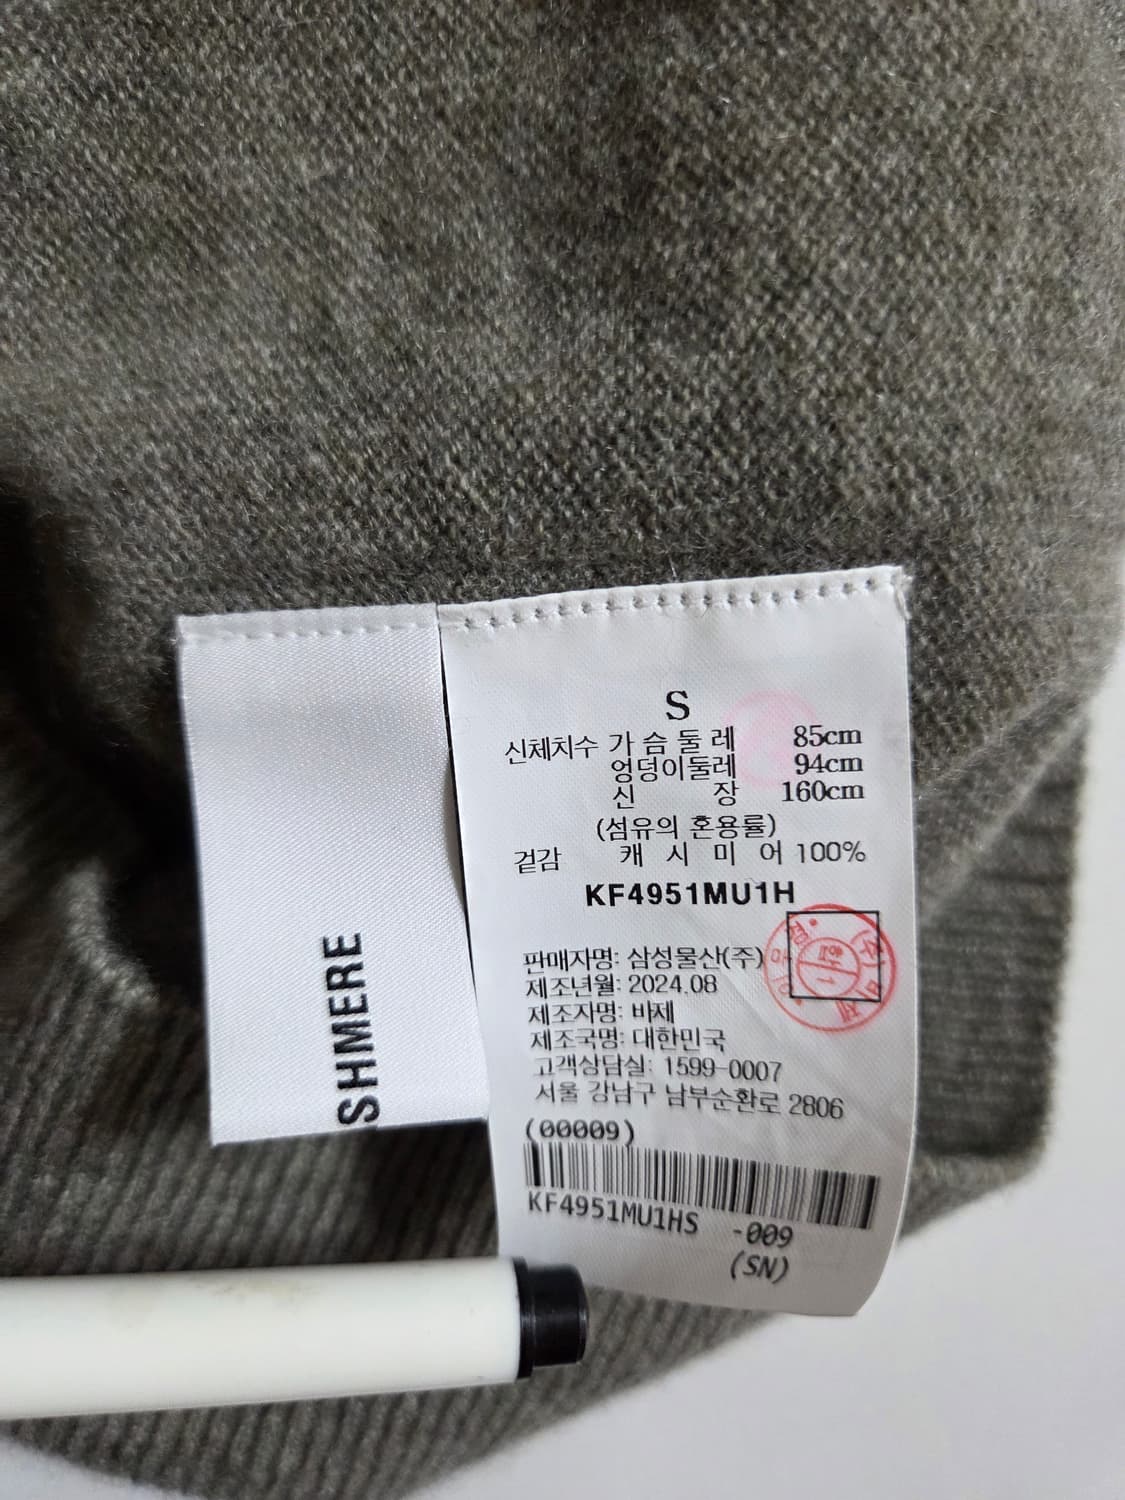 S
신체치수 가슴둘레 85cm
엉덩이둘레 94cm
신 장 160cm
(섬유의 혼용률)
겉감 캐 시 미 어 100%
KF4951MU1H
판매자명: 삼성물산(주)
제조년월: 2024.08
제조자명: 바제
제조국명: 대한민국
고객상담실: 1599-0007
서울 강남구 남부순환로 2806
(00009)
KF4951MU1HS -009
(SN)
SHMERE